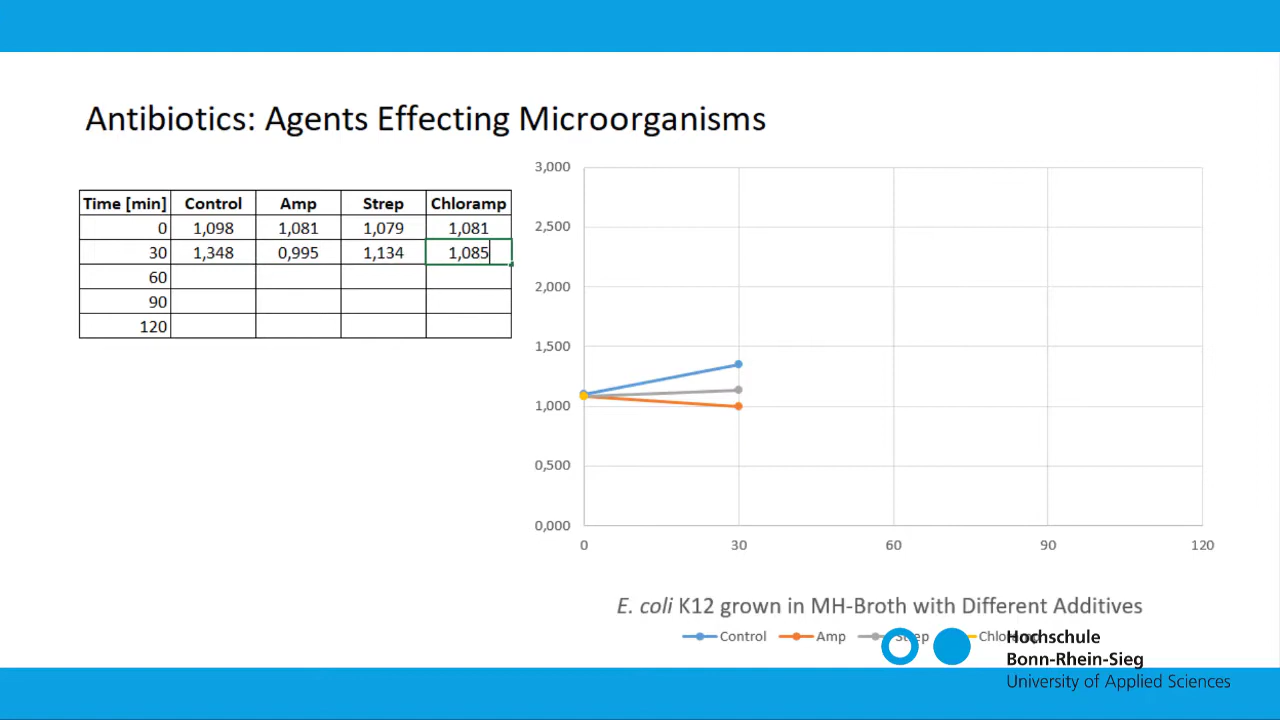 Antibiotics: Agents Effecting Microorganisms
Time [min] Control Amp Strep Chloramp
0 1,098 1,081 1,079 1,081
30 1,348 0,995 1,134 1,085
60
90
120
3,000
2,500
2,000
1,500
1,000
0,500
0,000
0 30 60 90 120
E. coli K12 grown in MH-Broth with Different Additives
Control Amp Strep
Hochschule
Bonn-Rhein-Sieg
University of Applied Sciences